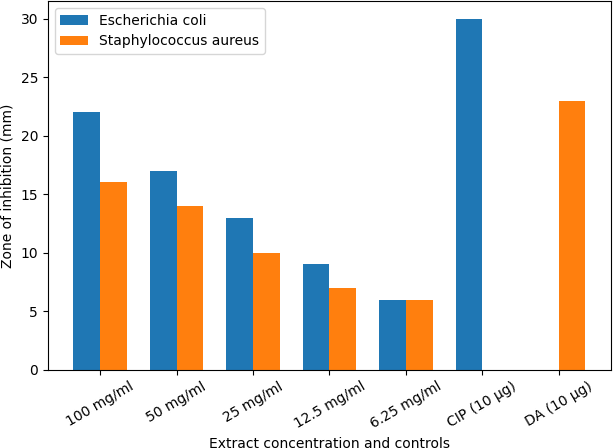 Escherichia coli
Staphylococcus aureus
Zone of inhibition (mm)
30
25
20
15
10
5
0
100 mg/ml
50 mg/ml
25 mg/ml
12.5 mg/ml
6.25 mg/ml
CIP (10 µg)
DA (10 µg)
Extract concentration and controls